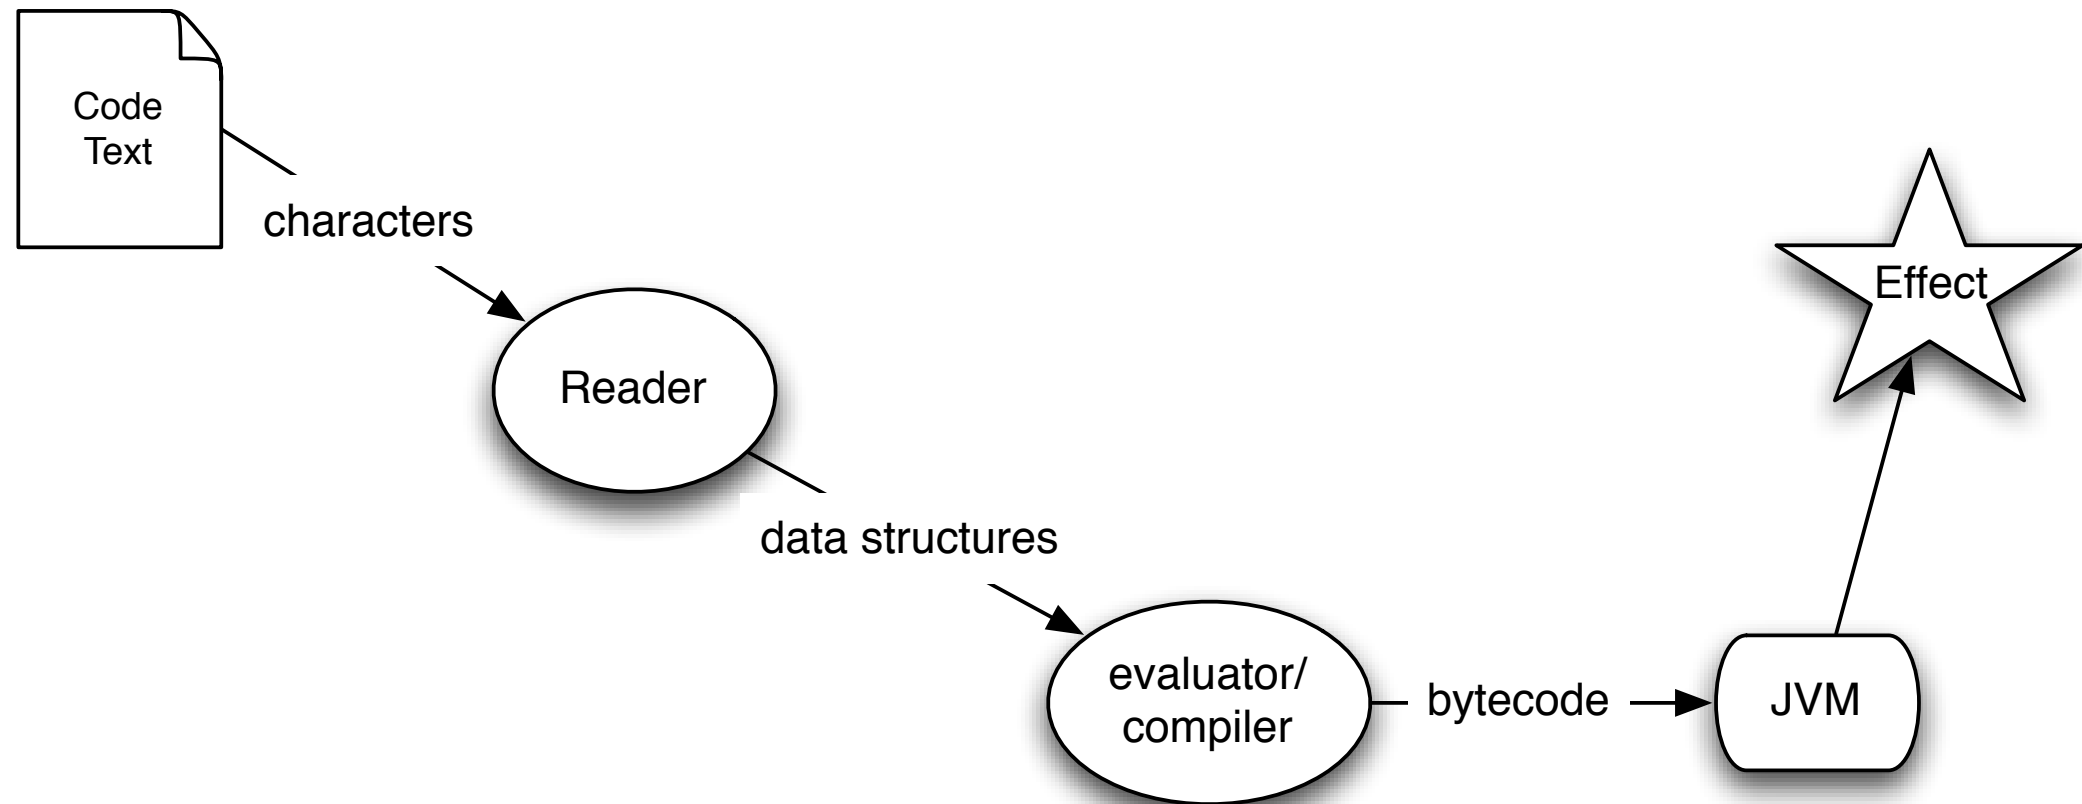 Code
Text
characters
Reader
data structures
evaluator/
compiler
bytecode
JVM
Effect